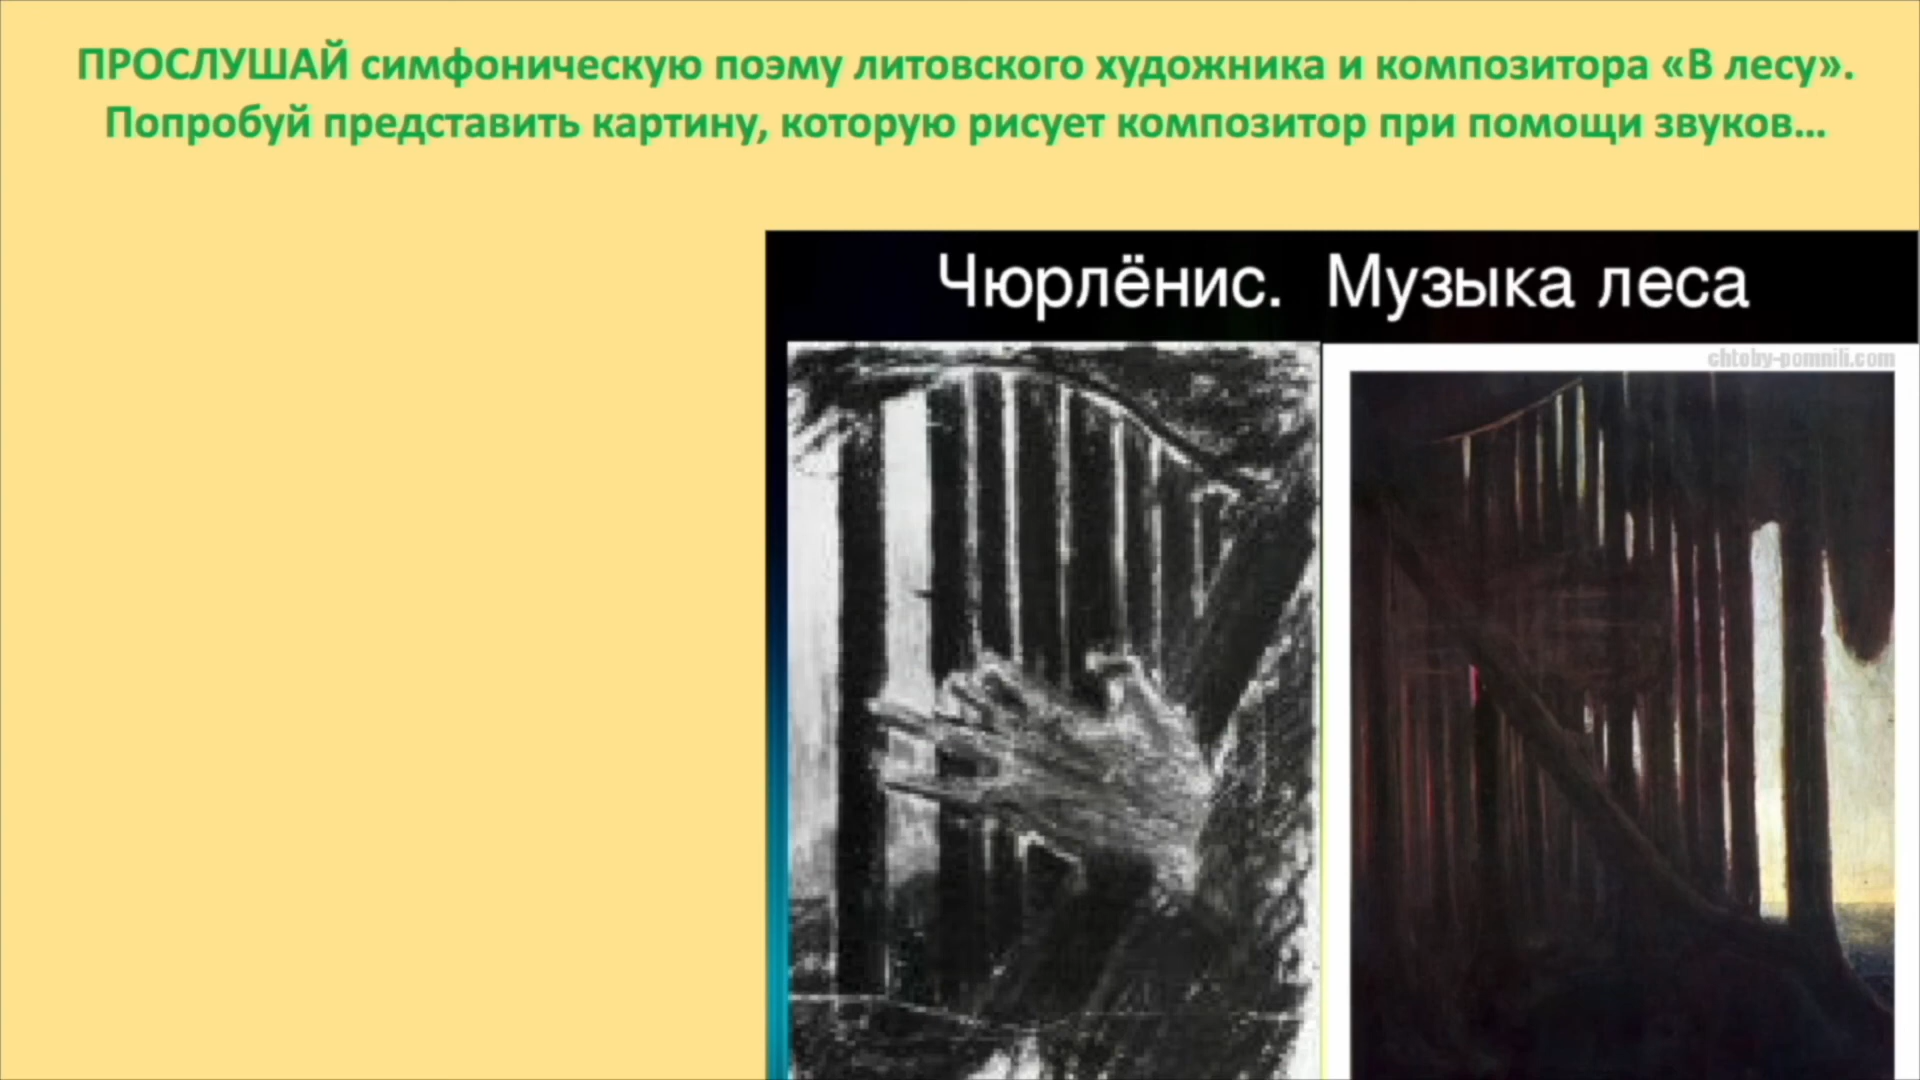 ПРОСЛУШАЙ симфоническую поэму литовского художника и композитора «В лесу».
Попробуй представить картину, которую рисует композитор при помощи звуков...
Чюрлёнис. Музыка леса
chtoby-pomnili.com